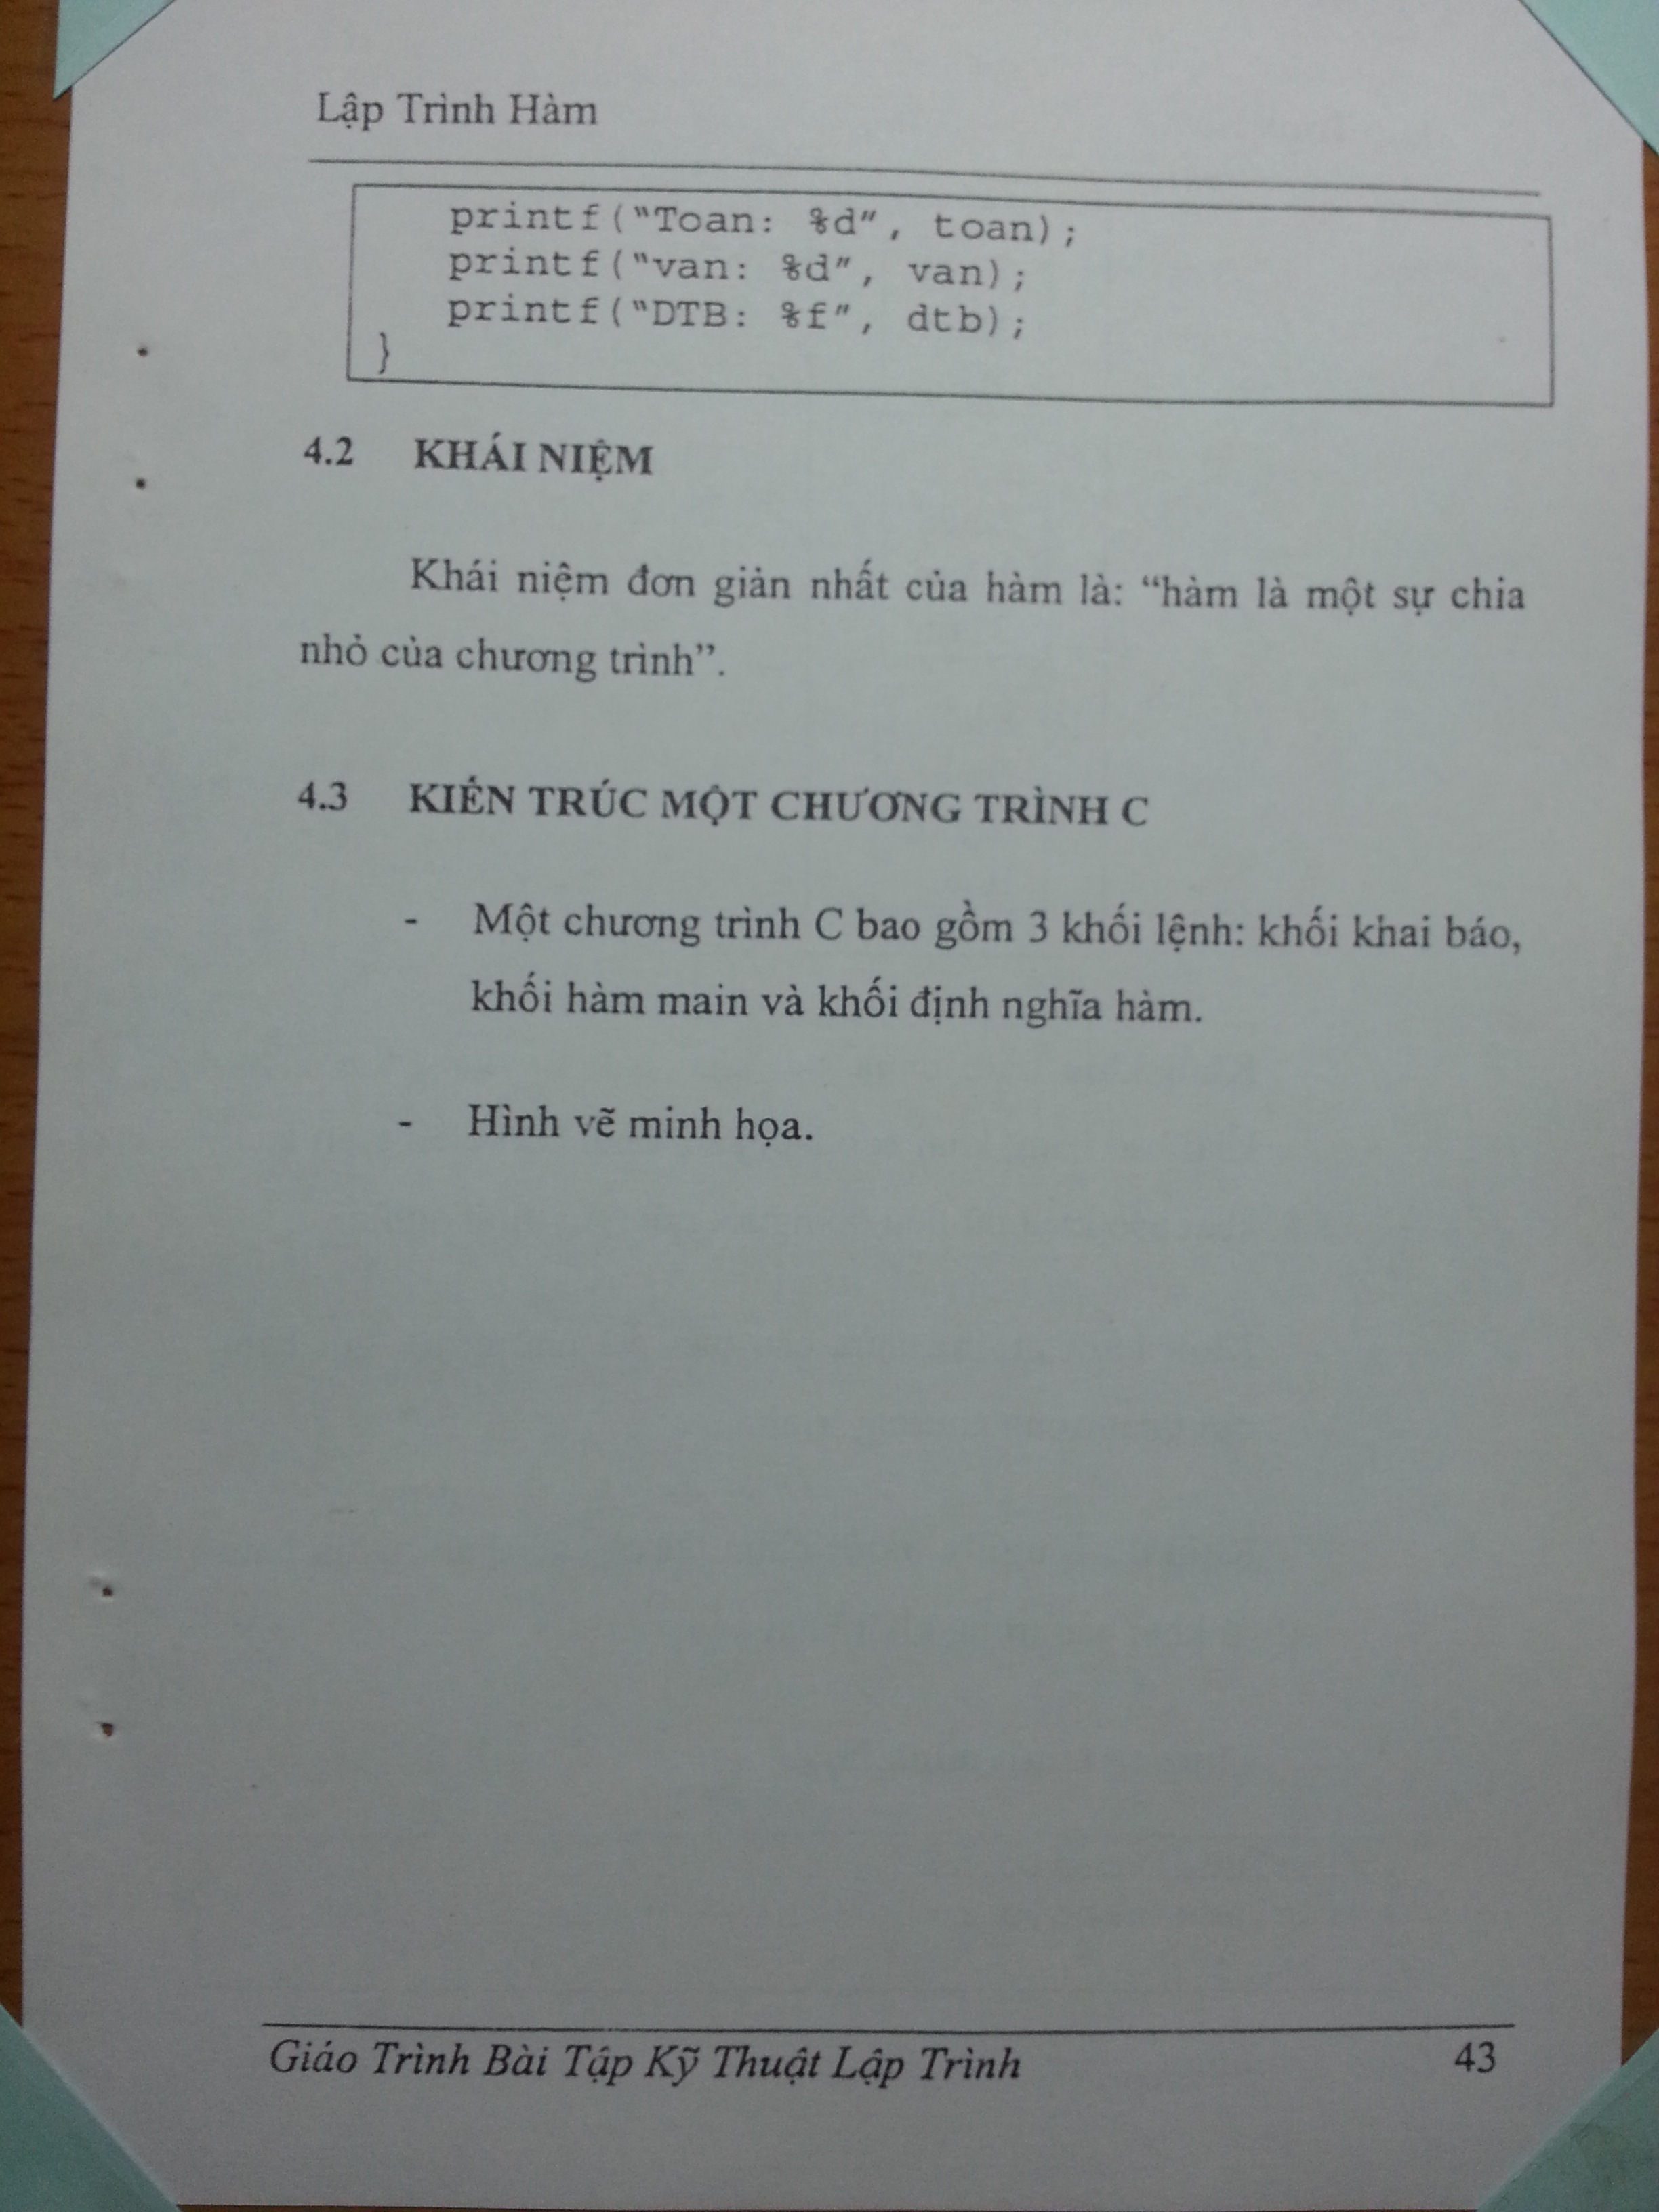 Lập Trình Hàm
printf("Toan: %d", toan);
printf("van: %d", van);
printf("DTB: %f", dtb);
}
4.2 KHÁI NIỆM
Khái niệm đơn giản nhất của hàm là: “hàm là một sự chia
nhỏ của chương trình”.
4.3 KIẾN TRÚC MỘT CHƯƠNG TRÌNH C
- Một chương trình C bao gồm 3 khối lệnh: khối khai báo,
khối hàm main và khối định nghĩa hàm.
- Hình vẽ minh họa.
Giáo Trình Bài Tập Kỹ Thuật Lập Trình 43